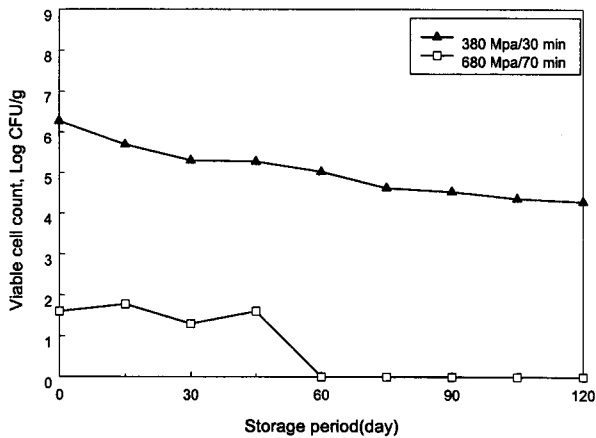 9
8
7
6
5
4
3
2
1
0
Viable cell count, Log CFU/g
380 Mpa/30 min
680 Mpa/70 min
0 30 60 90 120
Storage period(day)